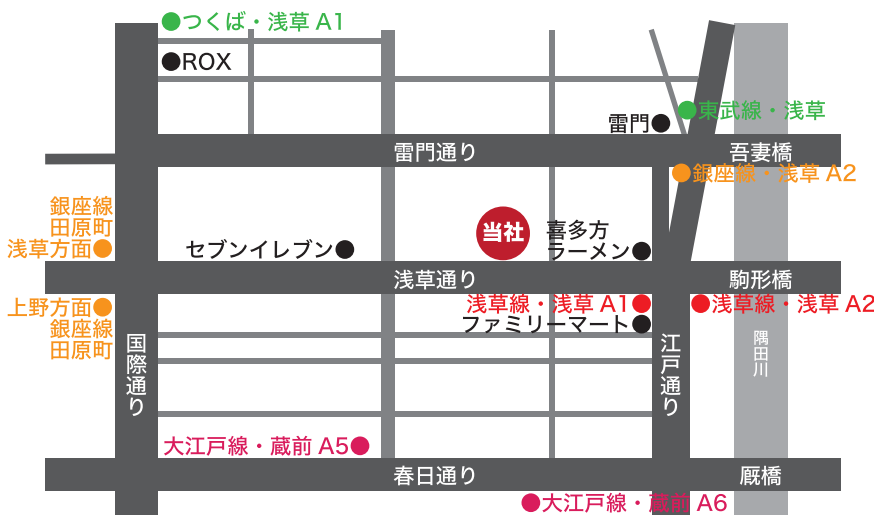 つくば・浅草 A1
ROX
東武線・浅草
雷門
雷門通り
吾妻橋
銀座線・浅草 A2
銀座線
田原町
浅草方面
セブンイレブン
当社
喜多方
ラーメン
浅草通り
駒形橋
上野方面
銀座線
田原町
浅草線・浅草 A1
浅草線・浅草 A2
ファミリーマート
国際通り
江戸通り
隅田川
大江戸線・蔵前 A5
春日通り
厩橋
大江戸線・蔵前 A6